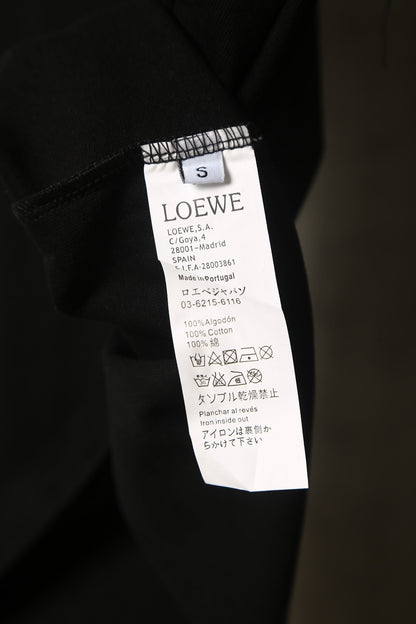 S
LOEWE
LOEWE,S.A.
C/Goya,4
28001-Madrid
SPAIN
C.I.F.A-28003861
Made in Portugal
ロエベジャパソ
03-6215-6116
100%Algodón
100%Cotton
100%綿
タソブル乾燥禁止
Planchar al revés
Iron inside out
アイロンは裏側か
らかけて下さい